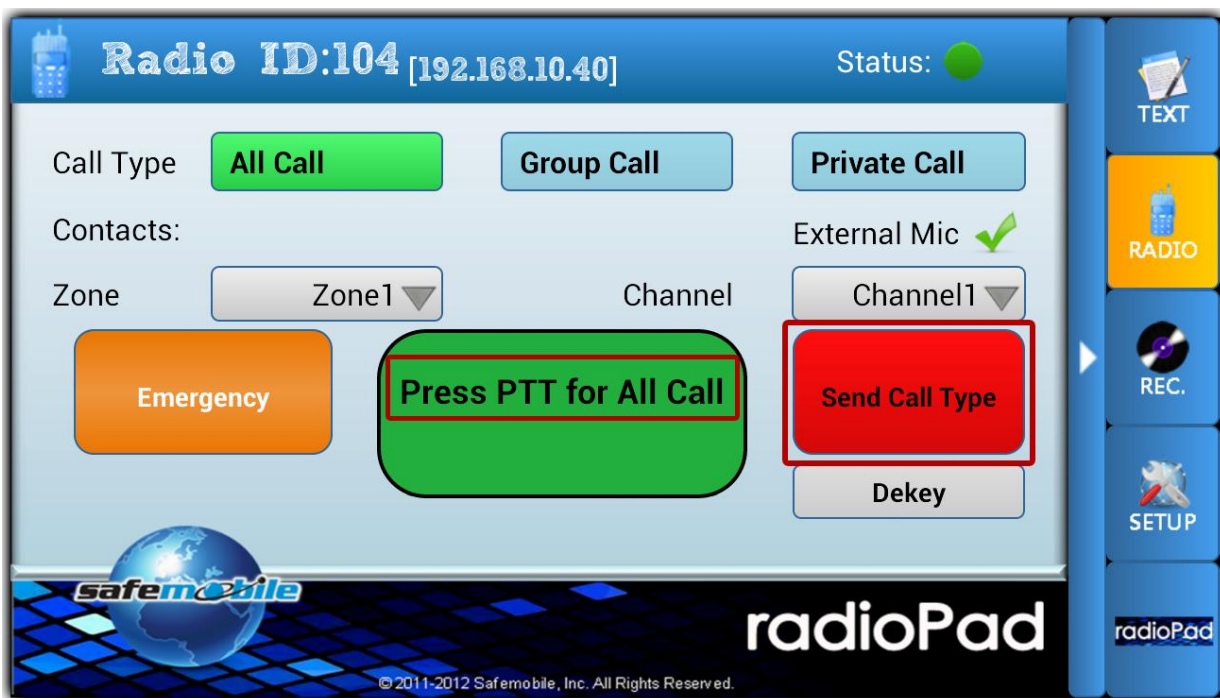 Radio ID:104 [192.168.10.40]
Status:
Call Type
All Call
Group Call
Private Call
Contacts:
External Mic
Zone
Zone1
Channel
Channel1
Emergency
Press PTT for All Call
Send Call Type
Dekey
safemobile
radioPad
©2011-2012 Safemobile, Inc. All Rights Reserved.
TEXT
RADIO
REC.
SETUP
radioPad